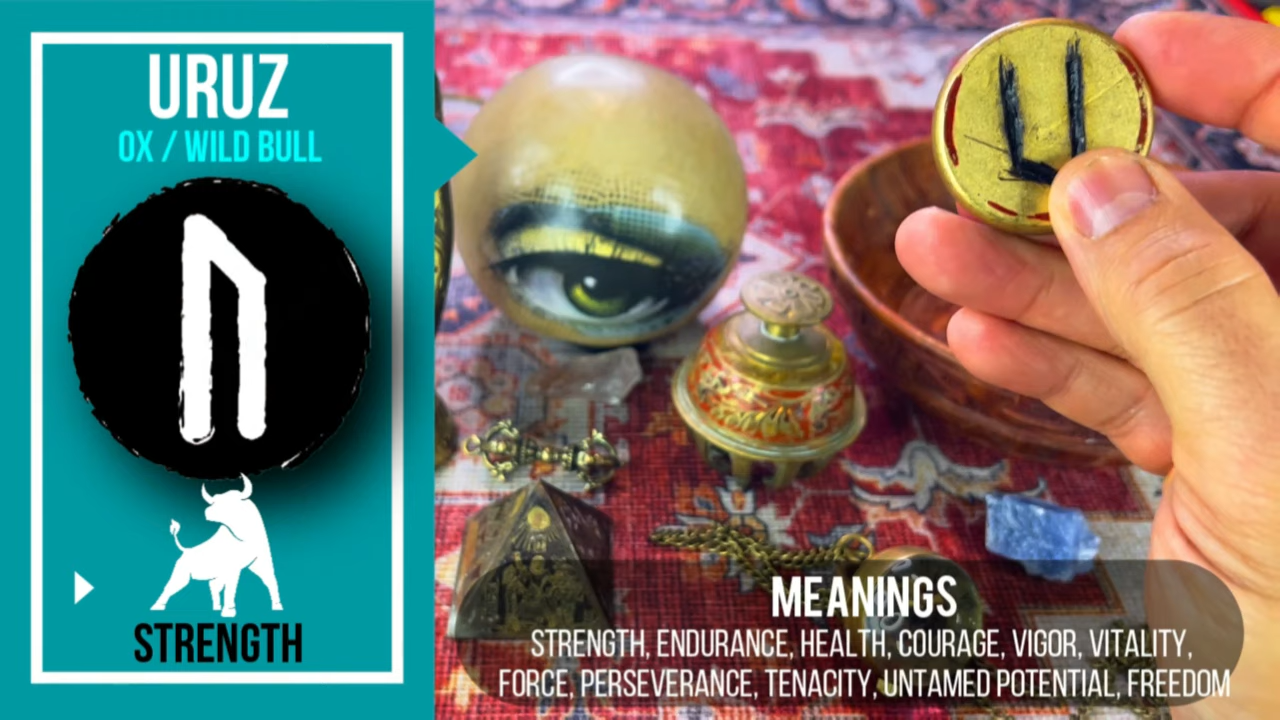 URUZ
OX / WILD BULL
STRENGTH
MEANINGS
STRENGTH, ENDURANCE, HEALTH, COURAGE, VIGOR, VITALITY,
FORCE, PERSEVERANCE, TENACITY, UNTAMED POTENTIAL, FREEDOM